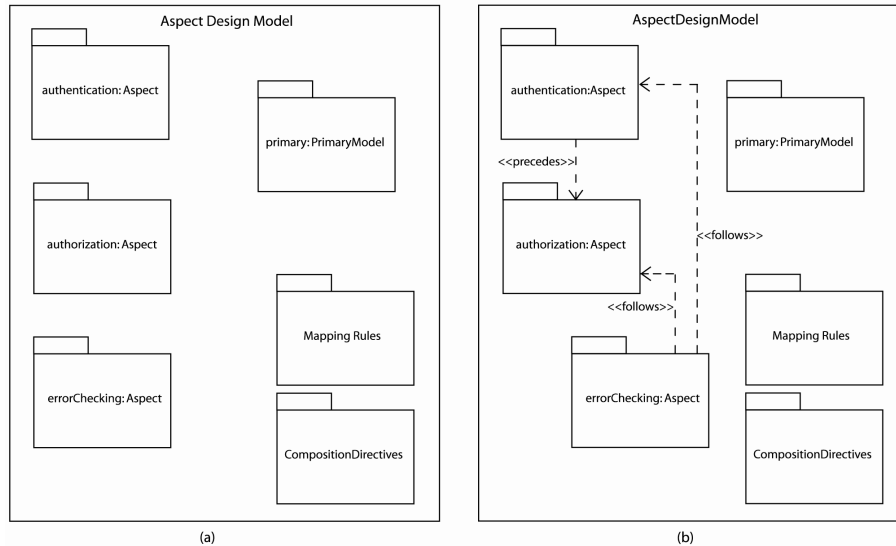 Aspect Design Model
authentication: Aspect
primary: PrimaryModel
authorization: Aspect
Mapping Rules
errorChecking: Aspect
CompositionDirectives
(a)
AspectDesignModel
authentication:Aspect
primary: PrimaryModel
<<precedes>>
authorization: Aspect
<<follows>>
<<follows>>
Mapping Rules
errorChecking: Aspect
CompositionDirectives
(b)